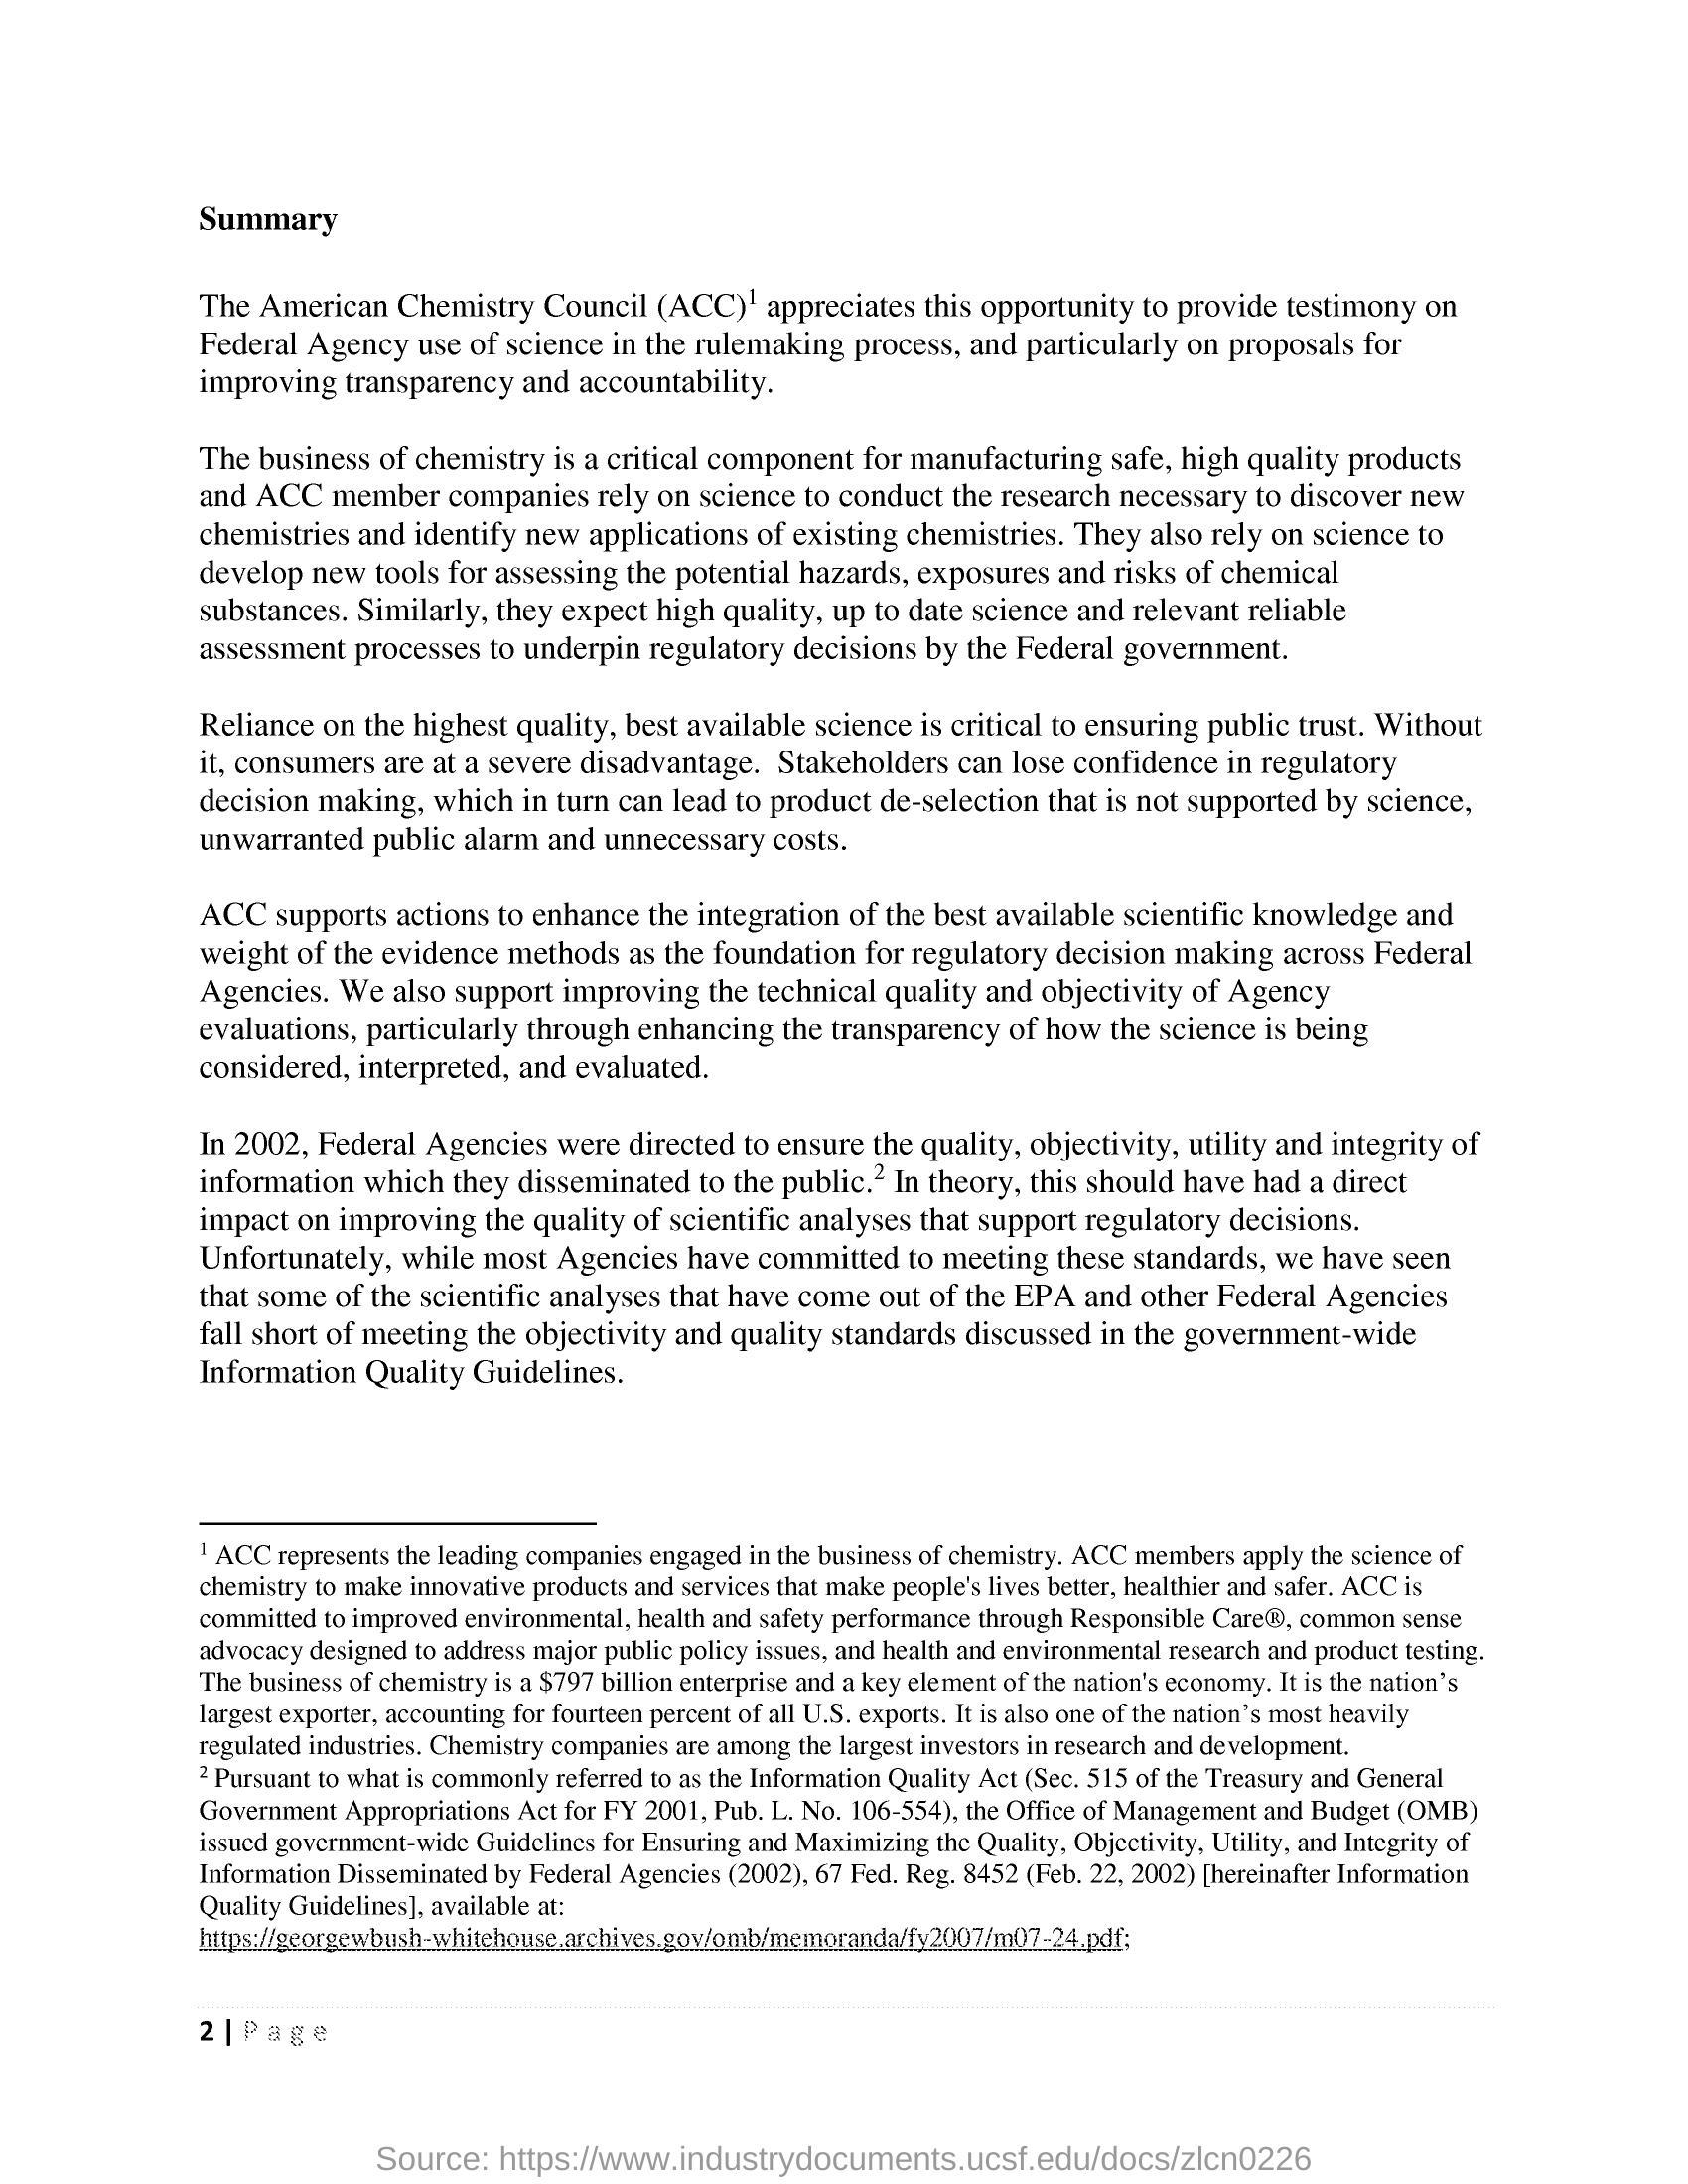 Summary
The American Chemistry Council (ACC)¹ appreciates this opportunity to provide testimony on
Federal Agency use of science in the rulemaking process, and particularly on proposals for
improving transparency and accountability.
The business of chemistry is a critical component for manufacturing safe, high quality products
and ACC member companies rely on science to conduct the research necessary to discover new
chemistries and identify new applications of existing chemistries. They also rely on science to
develop new tools for assessing the potential hazards, exposures and risks of chemical
substances. Similarly, they expect high quality, up to date science and relevant reliable
assessment processes to underpin regulatory decisions by the Federal government.
Reliance on the highest quality, best available science is critical to ensuring public trust. Without
it, consumers are at a severe disadvantage.  Stakeholders can lose confidence in regulatory
decision making, which in turn can lead to product de-selection that is not supported by science,
unwarranted public alarm and unnecessary costs.
ACC supports actions to enhance the integration of the best available scientific knowledge and
weight of the evidence methods as the foundation for regulatory decision making across Federal
Agencies. We also support improving the technical quality and objectivity of Agency
evaluations, particularly through enhancing the transparency of how the science is being
considered, interpreted, and evaluated.
In 2002, Federal Agencies were directed to ensure the quality, objectivity, utility and integrity of
information which they disseminated to the public.² In theory, this should have had a direct
impact on improving the quality of scientific analyses that support regulatory decisions.
Unfortunately, while most Agencies have committed to meeting these standards, we have seen
that some of the scientific analyses that have come out of the EPA and other Federal Agencies
fall short of meeting the objectivity and quality standards discussed in the government-wide
Information Quality Guidelines.
¹ ACC represents the leading companies engaged in the business of chemistry. ACC members apply the science of
chemistry to make innovative products and services that make people's lives better, healthier and safer. ACC is
committed to improved environmental, health and safety performance through Responsible Care®, common sense
advocacy designed to address major public policy issues, and health and environmental research and product testing.
The business of chemistry is a $797 billion enterprise and a key element of the nation's economy. It is the nation’s
largest exporter, accounting for fourteen percent of all U.S. exports. It is also one of the nation’s most heavily
regulated industries. Chemistry companies are among the largest investors in research and development.
² Pursuant to what is commonly referred to as the Information Quality Act (Sec. 515 of the Treasury and General
Government Appropriations Act for FY 2001, Pub. L. No. 106-554), the Office of Management and Budget (OMB)
issued government-wide Guidelines for Ensuring and Maximizing the Quality, Objectivity, Utility, and Integrity of
Information Disseminated by Federal Agencies (2002), 67 Fed. Reg. 8452 (Feb. 22, 2002) [hereinafter Information
Quality Guidelines], available at:
https://georgewbush-whitehouse.archives.gov/omb/memoranda/fy2007/m07-24.pdf;
2 | Page
Source: https://www.industrydocuments.ucsf.edu/docs/zlcn0226